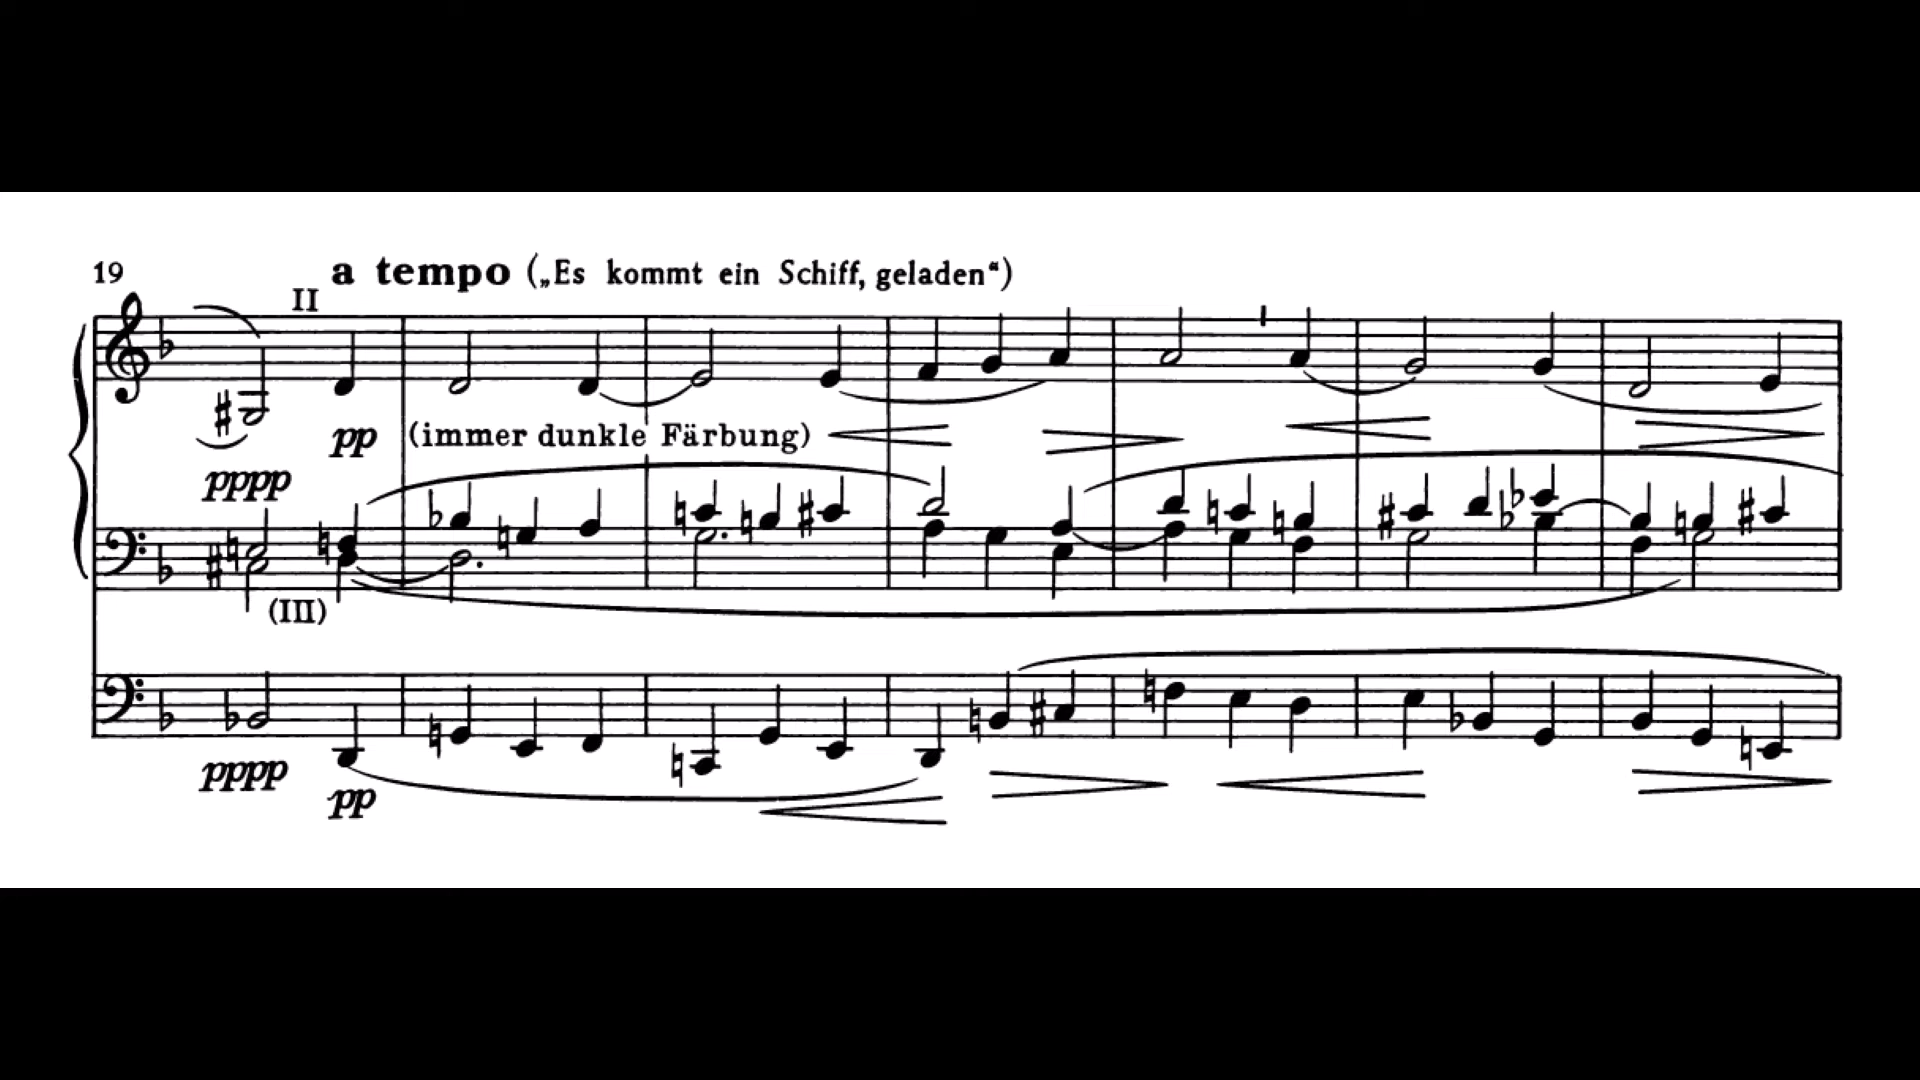 19
II
a tempo („Es kommt ein Schiff, geladen“)
pp (immer dunkle Färbung)
pppp
(III)
pppp
pp